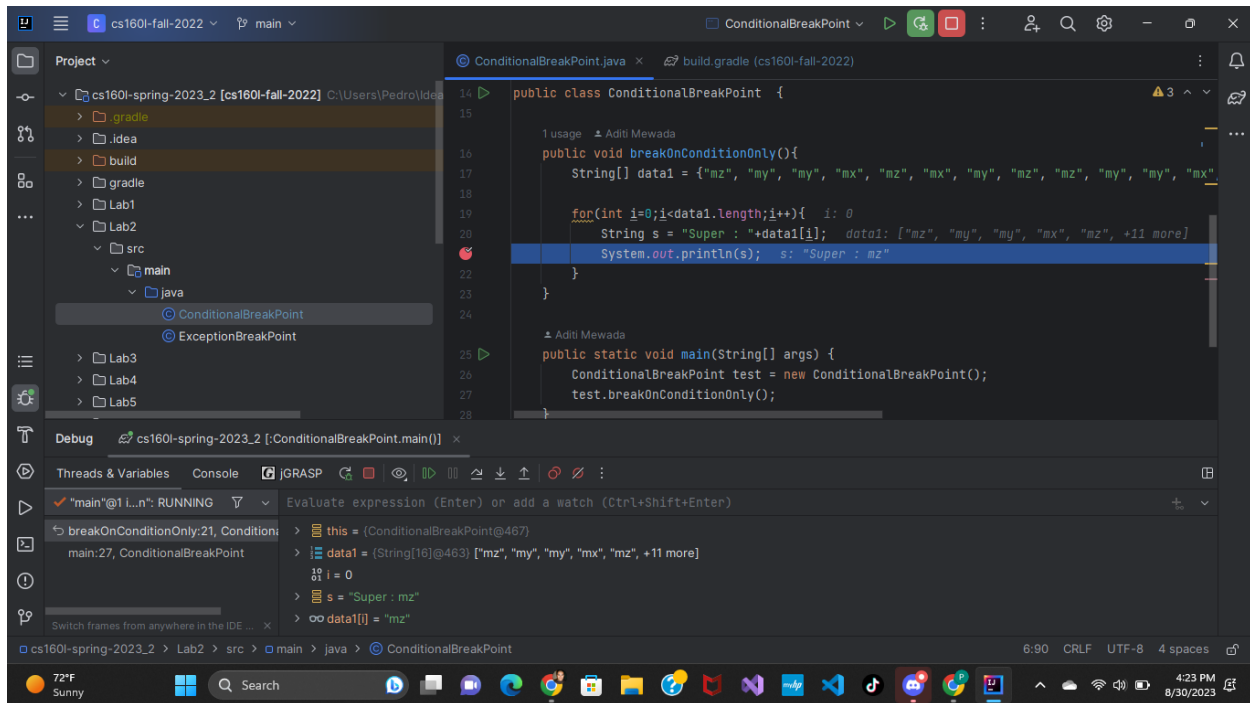 C cs160l-fall-2022 main ConditionalBreakPoint
Project
ConditionalBreakPoint.java × build.gradle (cs160l-fall-2022)
cs160l-spring-2023_2 [cs160l-fall-2022] C:\Users\Pedro\Idea
.gradle
.idea
build
gradle
Lab1
Lab2
src
main
java
ConditionalBreakPoint
ExceptionBreakPoint
Lab3
Lab4
Lab5
14 public class ConditionalBreakPoint { 3
15
1 usage Aditi Mewada
16 public void breakOnConditionOnly(){
17 String[] data1 = {"mz", "my", "my", "mx", "mz", "mx", "my", "mz", "mz", "my", "my", "mx",
18
19 for(int i=0;i<data1.length;i++){ i: 0
20 String s = "Super : "+data1[i]; data1: ["mz", "my", "my", "mx", "mz", +11 more]
System.out.println(s); s: "Super : mz"
22 }
23 }
24
Aditi Mewada
25 public static void main(String[] args) {
26 ConditionalBreakPoint test = new ConditionalBreakPoint();
27 test.breakOnConditionOnly();
28 }
Debug cs160l-spring-2023_2 [:ConditionalBreakPoint.main()] ×
Threads & Variables Console jGRASP
"main"@1 i...n": RUNNING Evaluate expression (Enter) or add a watch (Ctrl+Shift+Enter)
breakOnConditionOnly:21, Conditiona
main:27, ConditionalBreakPoint
Switch frames from anywhere in the IDE ... ×
this = {ConditionalBreakPoint@467}
data1 = {String[16]@463} ["mz", "my", "my", "mx", "mz", +11 more]
i = 0
s = "Super : mz"
data1[i] = "mz"
cs160l-spring-2023_2 > Lab2 > src > main > java > ConditionalBreakPoint 6:90 CRLF UTF-8 4 spaces
72°F
Sunny
Search
myhp
4:23 PM
8/30/2023